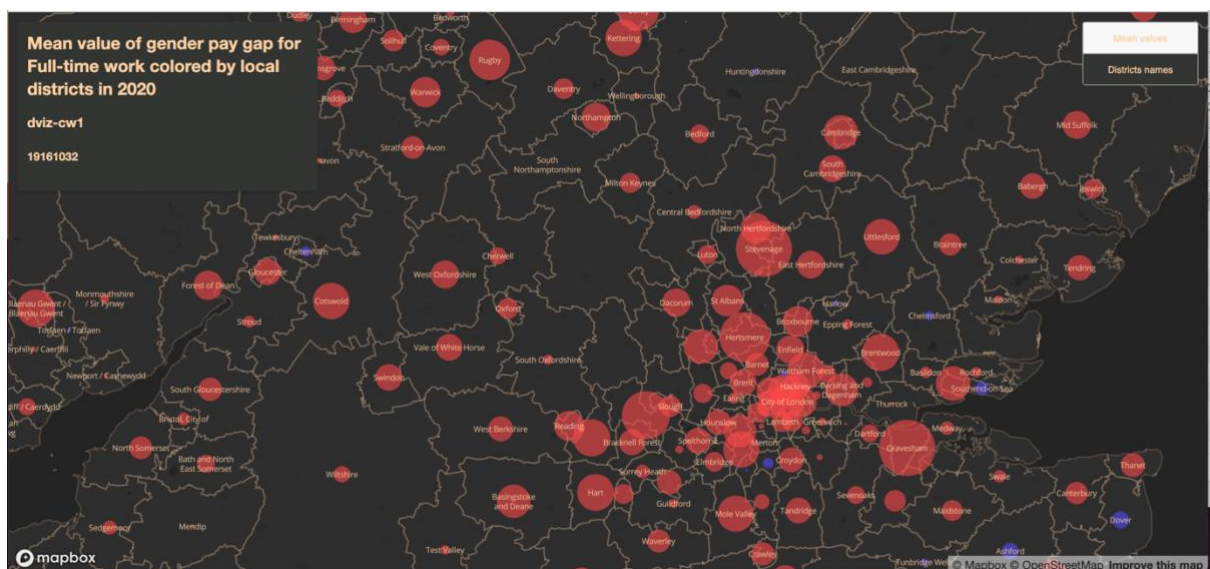 Mean value of gender pay gap for
Full-time work colored by local
districts in 2020
dviz-cw1
19161032
Mean values
Districts names
Dudley
Birmingham
Bedworth
Solihull
Coventry
Rugby
Kettering
Huntingdonshire
East Cambridgeshire
Redditch
Warwick
Daventry
Wellingborough
Northampton
Bedford
Cambridge
Mid Suffolk
Stratford-on-Avon
South
Northamptonshire
South
Cambridgeshire
Milton Keynes
Babergh
Ipswich
Central Bedfordshire
North Hertfordshire
Stevenage
Uttlesford
Braintree
Tewkesbury
Cheltenham
Cherwell
Luton
East Hertfordshire
Colchester
Tendring
Gloucester
Forest of Dean
West Oxfordshire
Monmouthshire
/ Sir Fynwy
Blaenau Gwent /
Blaenau Gwent
Cotswold
Oxford
Dacorum
St Albans
Harlow
Maldon
Torfaen / Torfaen
Stroud
Broxbourne
Epping Forest
Chelmsford
Hertsmere
Vale of White Horse
South Oxfordshire
Enfield
Brentwood
Newport / Casnewydd
Swindon
Barnet
Waltham Forest
Basildon
Rochford
South Gloucestershire
Brent
Hackney
Barking and
Dagenham
Southend-on-Sea
Ealing
City of London
Thurrock
Slough
Bristol, City of
West Berkshire
Reading
Hounslow
Lambeth
Greenwich
Medway
Dartford
Bracknell Forest
Spelthorne
Merton
Gravesham
North Somerset
Bath and North
East Somerset
Elmbridge
Croydon
Thanet
Wiltshire
Surrey Heath
Swale
Basingstoke
and Deane
Hart
Guildford
Sevenoaks
Canterbury
Mole Valley
Tandridge
Maidstone
Dover
Sedgemoor
Mendip
Waverley
Test Valley
Crawley
Ashford
mapbox
© Mapbox © OpenStreetMap Improve this map